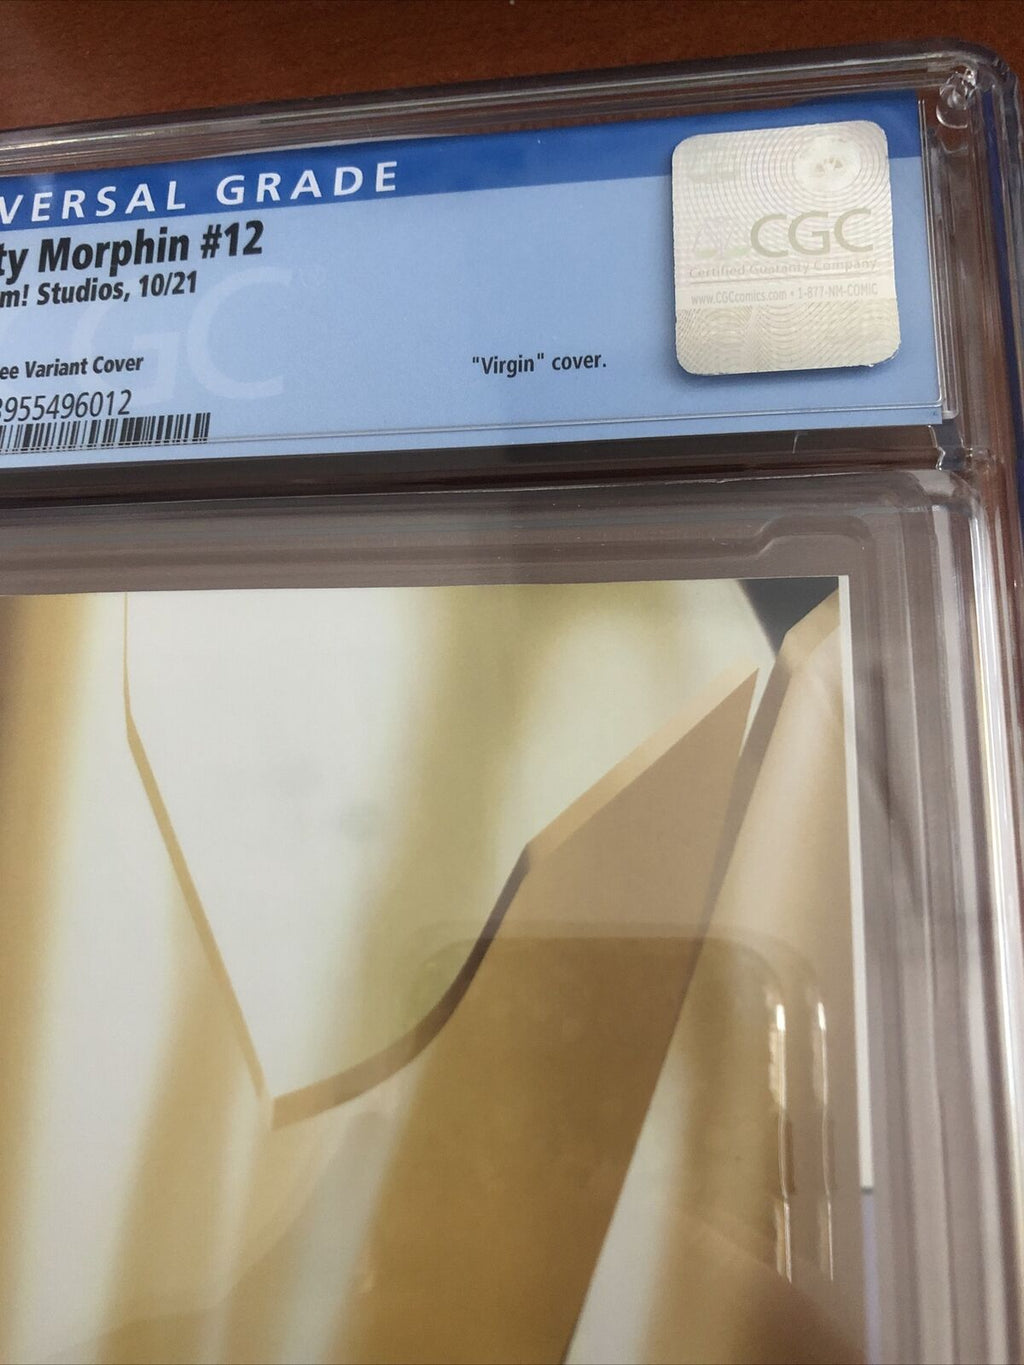 VERSAL GRADE
ty Morphin #12
m! Studios, 10/21
ee Variant Cover
"Virgin" cover.
955496012
CGC
CGC
Certified Guaranty Company
www.CGCcomics.com • 1-877-NM-COMIC